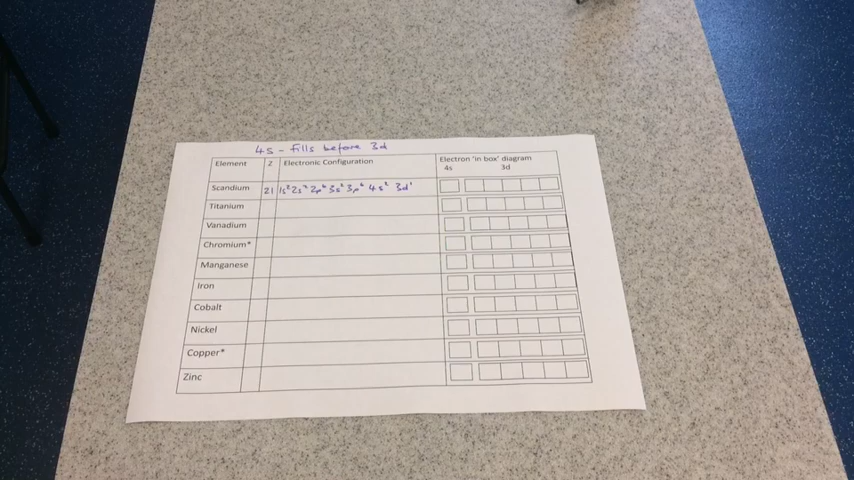 4s - fills before 3d
Element Z Electronic Configuration Electron 'in box' diagram
4s 3d
Scandium 21 1s² 2s² 2p⁶ 3s² 3p⁶ 4s² 3d¹
Titanium
Vanadium
Chromium*
Manganese
Iron
Cobalt
Nickel
Copper*
Zinc